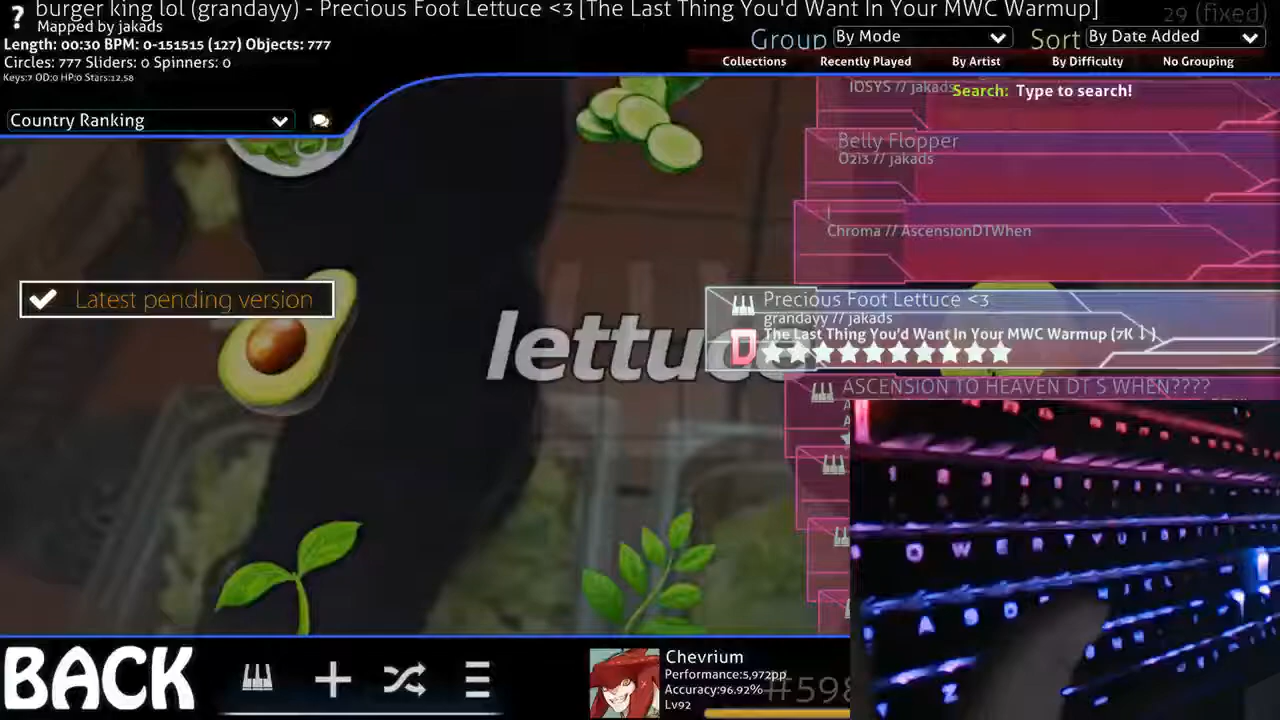 burger king lol (grandayy) - Precious Foot Lettuce <3 [The Last Thing You'd Want In Your MWC Warmup]
?
Mapped by jakads
Length: 00:30 BPM: 0-151515 (127) Objects: 777
Circles: 777 Sliders: 0 Spinners: 0
Keys:7 OD:0 HP:0 Stars:12.58
29 (fixed)
Group By Mode Sort By Date Added
Collections Recently Played By Artist By Difficulty No Grouping
Country Ranking
IOSYS // jakads
Search: Type to search!
Belly Flopper
O2i3 // jakads
Chroma // AscensionDTWhen
Latest pending version
Precious Foot Lettuce <3
grandayy // jakads
The Last Thing You'd Want In Your MWC Warmup (7K↓)
D
lettuce
ASCENSION TO HEAVEN DT S WHEN????
Q W E R T Y U I O P
A S D
J K L
Z
BACK
Chevrium
Performance:5,972pp
Accuracy:96.92%
Lv92
#598